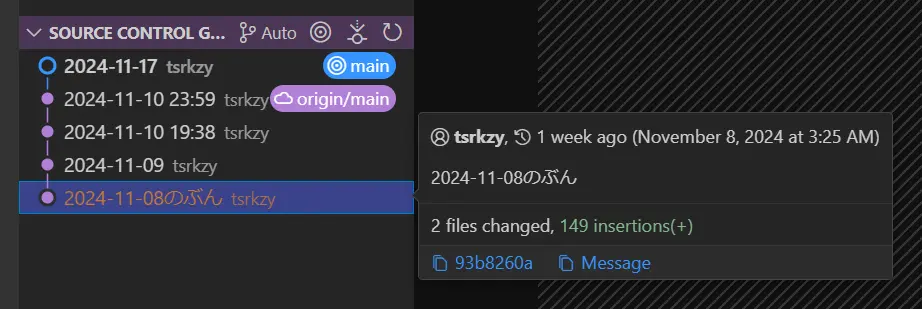 SOURCE CONTROL G... Auto
2024-11-17 tsrkzy main
2024-11-10 23:59 tsrkzy origin/main
2024-11-10 19:38 tsrkzy
2024-11-09 tsrkzy
2024-11-08のぶん tsrkzy
tsrkzy, 1 week ago (November 8, 2024 at 3:25 AM)
2024-11-08のぶん
2 files changed, 149 insertions(+)
93b8260a Message